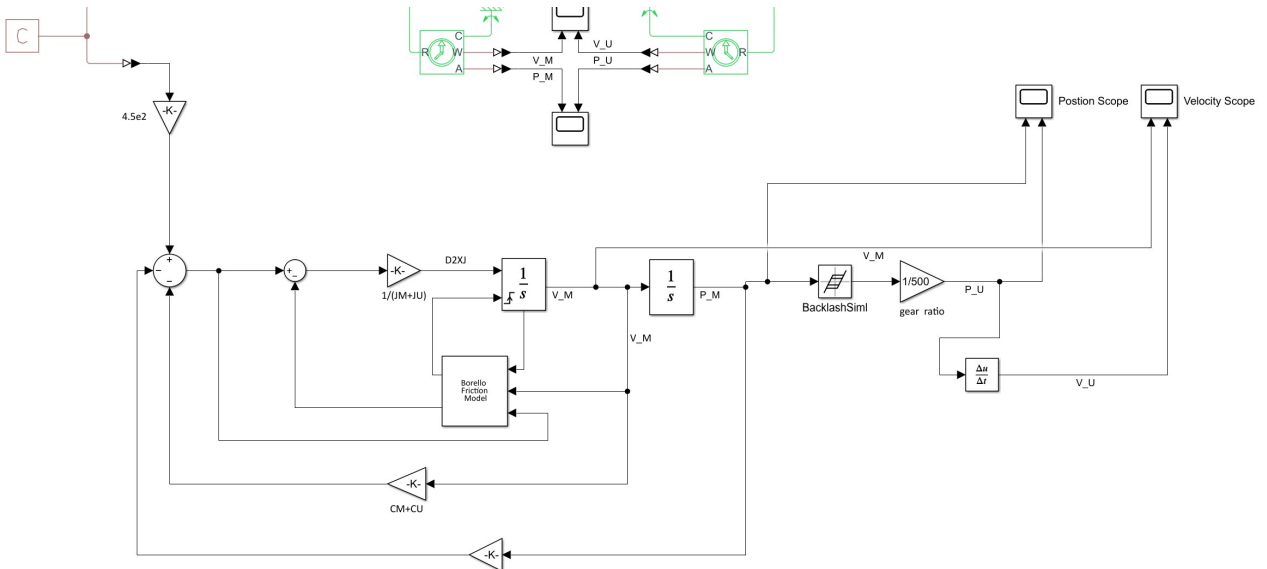 C
C
R
W
A
V_M
P_M
V_U
P_U
C
W
R
A
-K-
4.5e2
Postion Scope
Velocity Scope
+
−
−
+
−
-K-
D2XJ
1/(JM+JU)
1
s
V_M
1
s
P_M
V_M
BacklashSiml
1/500
gear ratio
P_U
V_M
Borello
Friction
Model
Δu
Δt
V_U
-K-
CM+CU
-K-